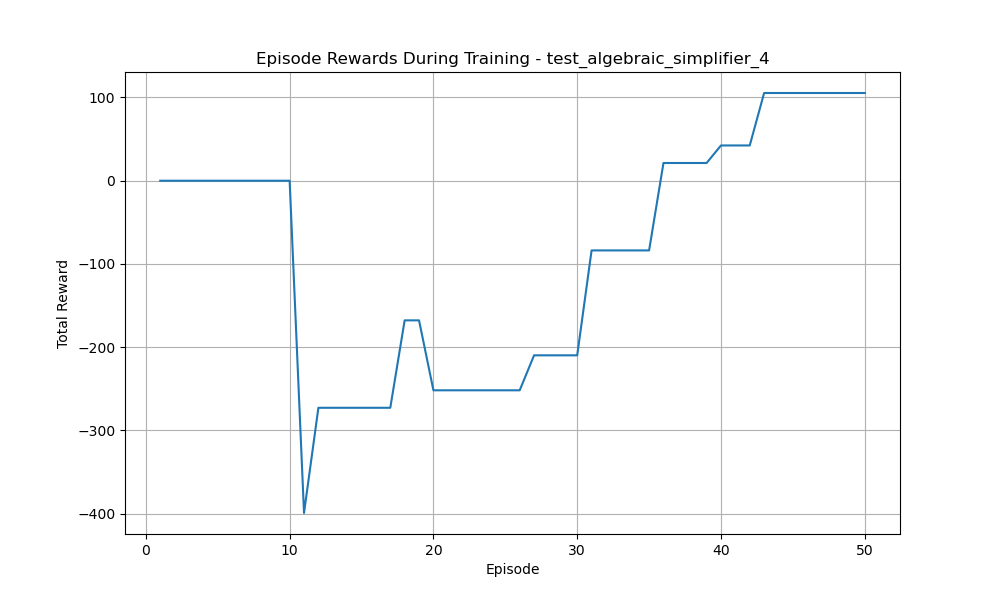 Episode Rewards During Training - test_algebraic_simplifier_4
100
0
−100
−200
−300
−400
Total Reward
0 10 20 30 40 50
Episode